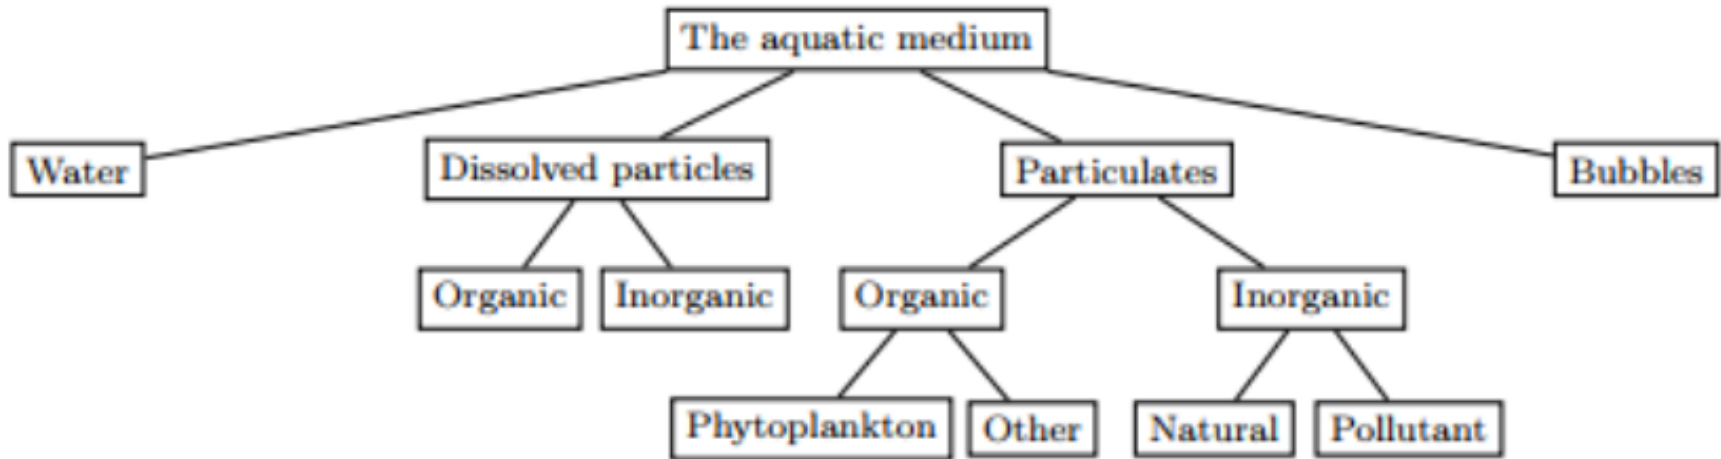 The aquatic medium
Water
Dissolved particles
Particulates
Bubbles
Organic
Inorganic
Organic
Inorganic
Phytoplankton
Other
Natural
Pollutant